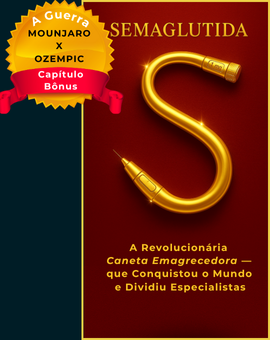 A Guerra
MOUNJARO
X
OZEMPIC
Capítulo
Bônus
SEMAGLUTIDA
A Revolucionária
Caneta Emagrecedora —
que Conquistou o Mundo
e Dividiu Especialistas